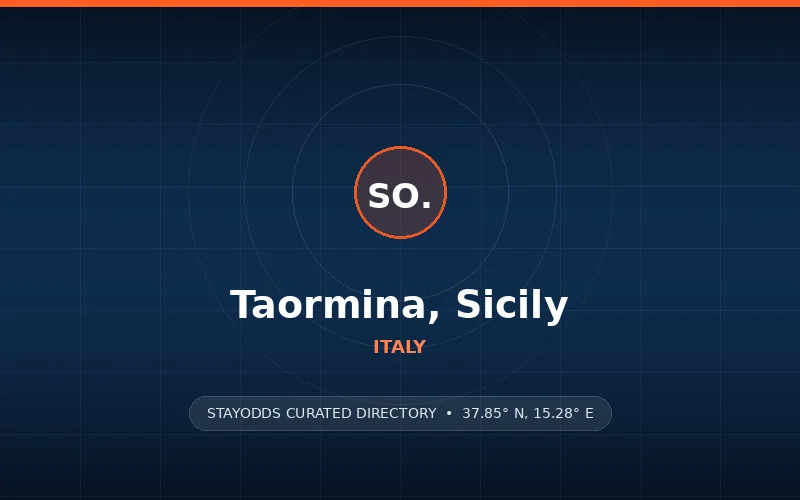 SO.
Taormina, Sicily
ITALY
STAYODDS CURATED DIRECTORY • 37.85° N, 15.28° E